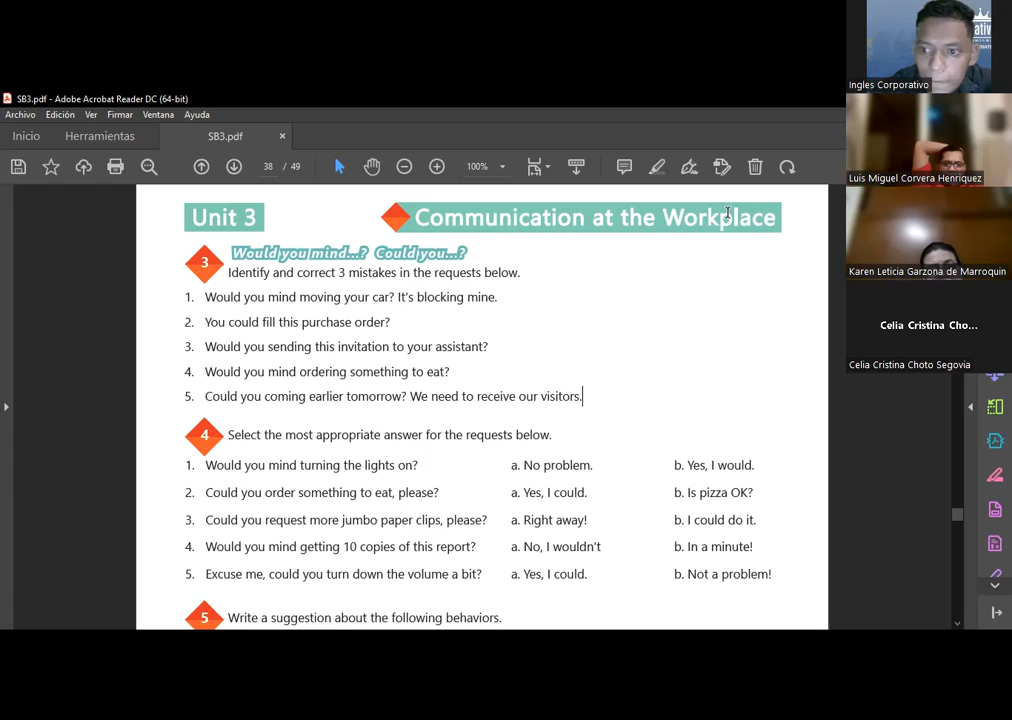 SB3.pdf - Adobe Acrobat Reader DC (64-bit)
Archivo Edición Ver Firmar Ventana Ayuda
Inicio Herramientas SB3.pdf ×
38 / 49 100%
Unit 3 Communication at the Workplace
Would you mind...? Could you...?
3 Identify and correct 3 mistakes in the requests below.
1. Would you mind moving your car? It's blocking mine.
2. You could fill this purchase order?
3. Would you sending this invitation to your assistant?
4. Would you mind ordering something to eat?
5. Could you coming earlier tomorrow? We need to receive our visitors.
4 Select the most appropriate answer for the requests below.
1. Would you mind turning the lights on? a. No problem. b. Yes, I would.
2. Could you order something to eat, please? a. Yes, I could. b. Is pizza OK?
3. Could you request more jumbo paper clips, please? a. Right away! b. I could do it.
4. Would you mind getting 10 copies of this report? a. No, I wouldn't b. In a minute!
5. Excuse me, could you turn down the volume a bit? a. Yes, I could. b. Not a problem!
5 Write a suggestion about the following behaviors.
Ingles Corporativo
Luis Miguel Corvera Henriquez
Karen Leticia Garzona de Marroquin
Celia Cristina Cho...
Celia Cristina Choto Segovia